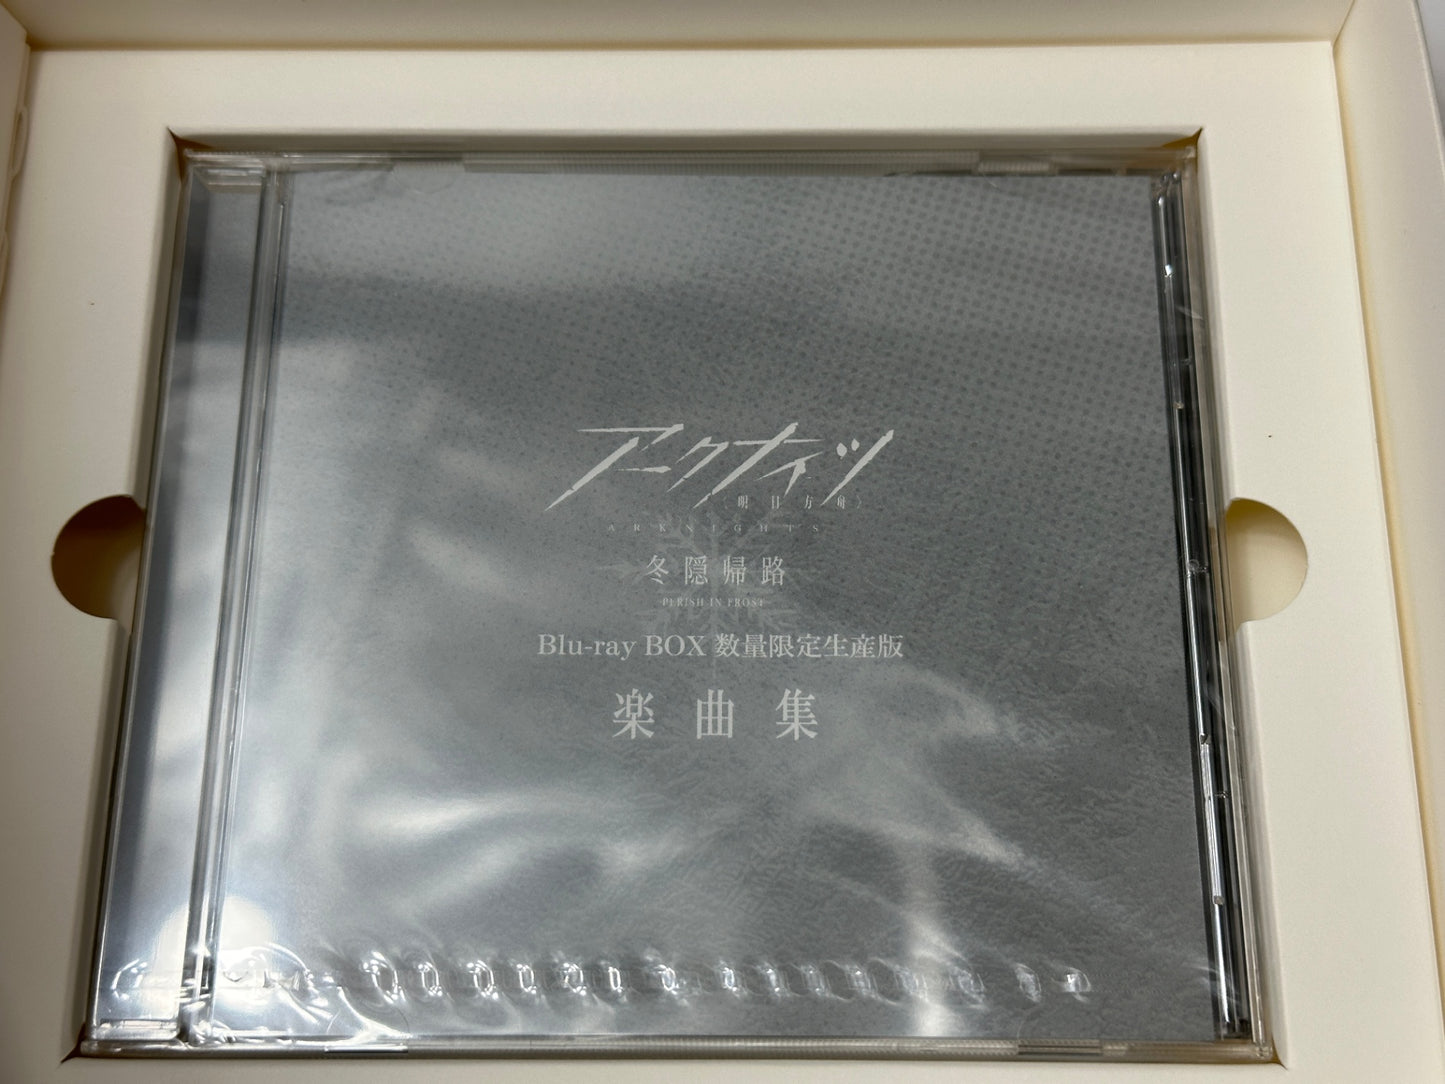 アークナイツ
〈明日方舟〉
ARKNIGHTS
冬隠帰路
PERISH IN FROST
Blu-ray BOX 数量限定生産版
楽曲集